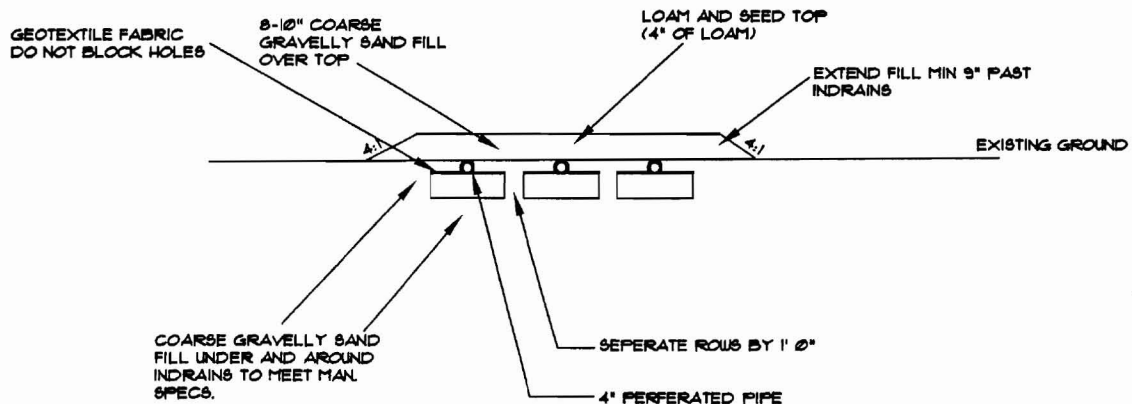 GEOTEXTILE FABRIC
DO NOT BLOCK HOLES
8-10" COARSE
GRAVELLY SAND FILL
OVER TOP
LOAM AND SEED TOP
(4" OF LOAM)
EXTEND FILL MIN 9" PAST
INDRAINS
4:1
4:1
EXISTING GROUND
COARSE GRAVELLY SAND
FILL UNDER AND AROUND
INDRAINS TO MEET MAN.
SPECS.
SEPERATE ROWS BY 1' 0"
4" PERFERATED PIPE